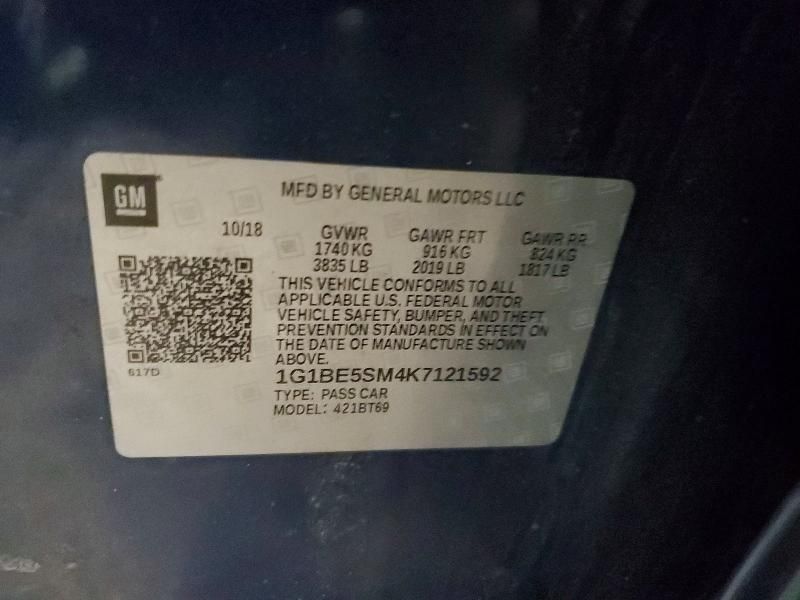 GM
MFD BY GENERAL MOTORS LLC
10/18 GVWR GAWR FRT GAWR RR
1740 KG 916 KG 824 KG
3835 LB 2019 LB 1817 LB
THIS VEHICLE CONFORMS TO ALL
APPLICABLE U.S. FEDERAL MOTOR
VEHICLE SAFETY, BUMPER, AND THEFT
PREVENTION STANDARDS IN EFFECT ON
THE DATE OF MANUFACTURE SHOWN
ABOVE.
617D
1G1BE5SM4K7121592
TYPE: PASS CAR
MODEL: 421BT69